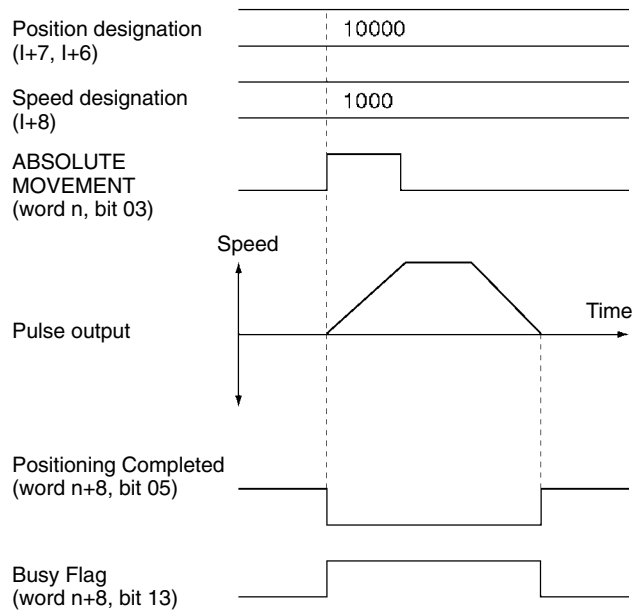 Position designation
(I+7, I+6)
10000
Speed designation
(I+8)
1000
ABSOLUTE
MOVEMENT
(word n, bit 03)
Speed
Time
Pulse output
Positioning Completed
(word n+8, bit 05)
Busy Flag
(word n+8, bit 13)